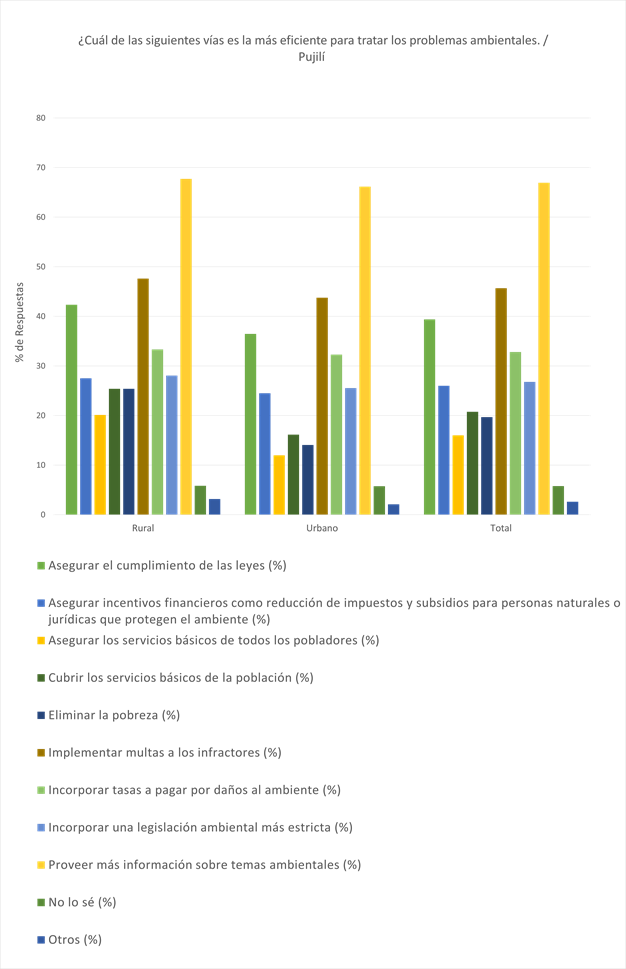 ¿Cuál de las siguientes vías es la más eficiente para tratar los problemas ambientales. /
Pujilí
80
70
60
50
40
30
20
10
0
% de Respuestas
Rural
Urbano
Total
Asegurar el cumplimiento de las leyes (%)
Asegurar incentivos financieros como reducción de impuestos y subsidios para personas naturales o
jurídicas que protegen el ambiente (%)
Asegurar los servicios básicos de todos los pobladores (%)
Cubrir los servicios básicos de la población (%)
Eliminar la pobreza (%)
Implementar multas a los infractores (%)
Incorporar tasas a pagar por daños al ambiente (%)
Incorporar una legislación ambiental más estricta (%)
Proveer más información sobre temas ambientales (%)
No lo sé (%)
Otros (%)